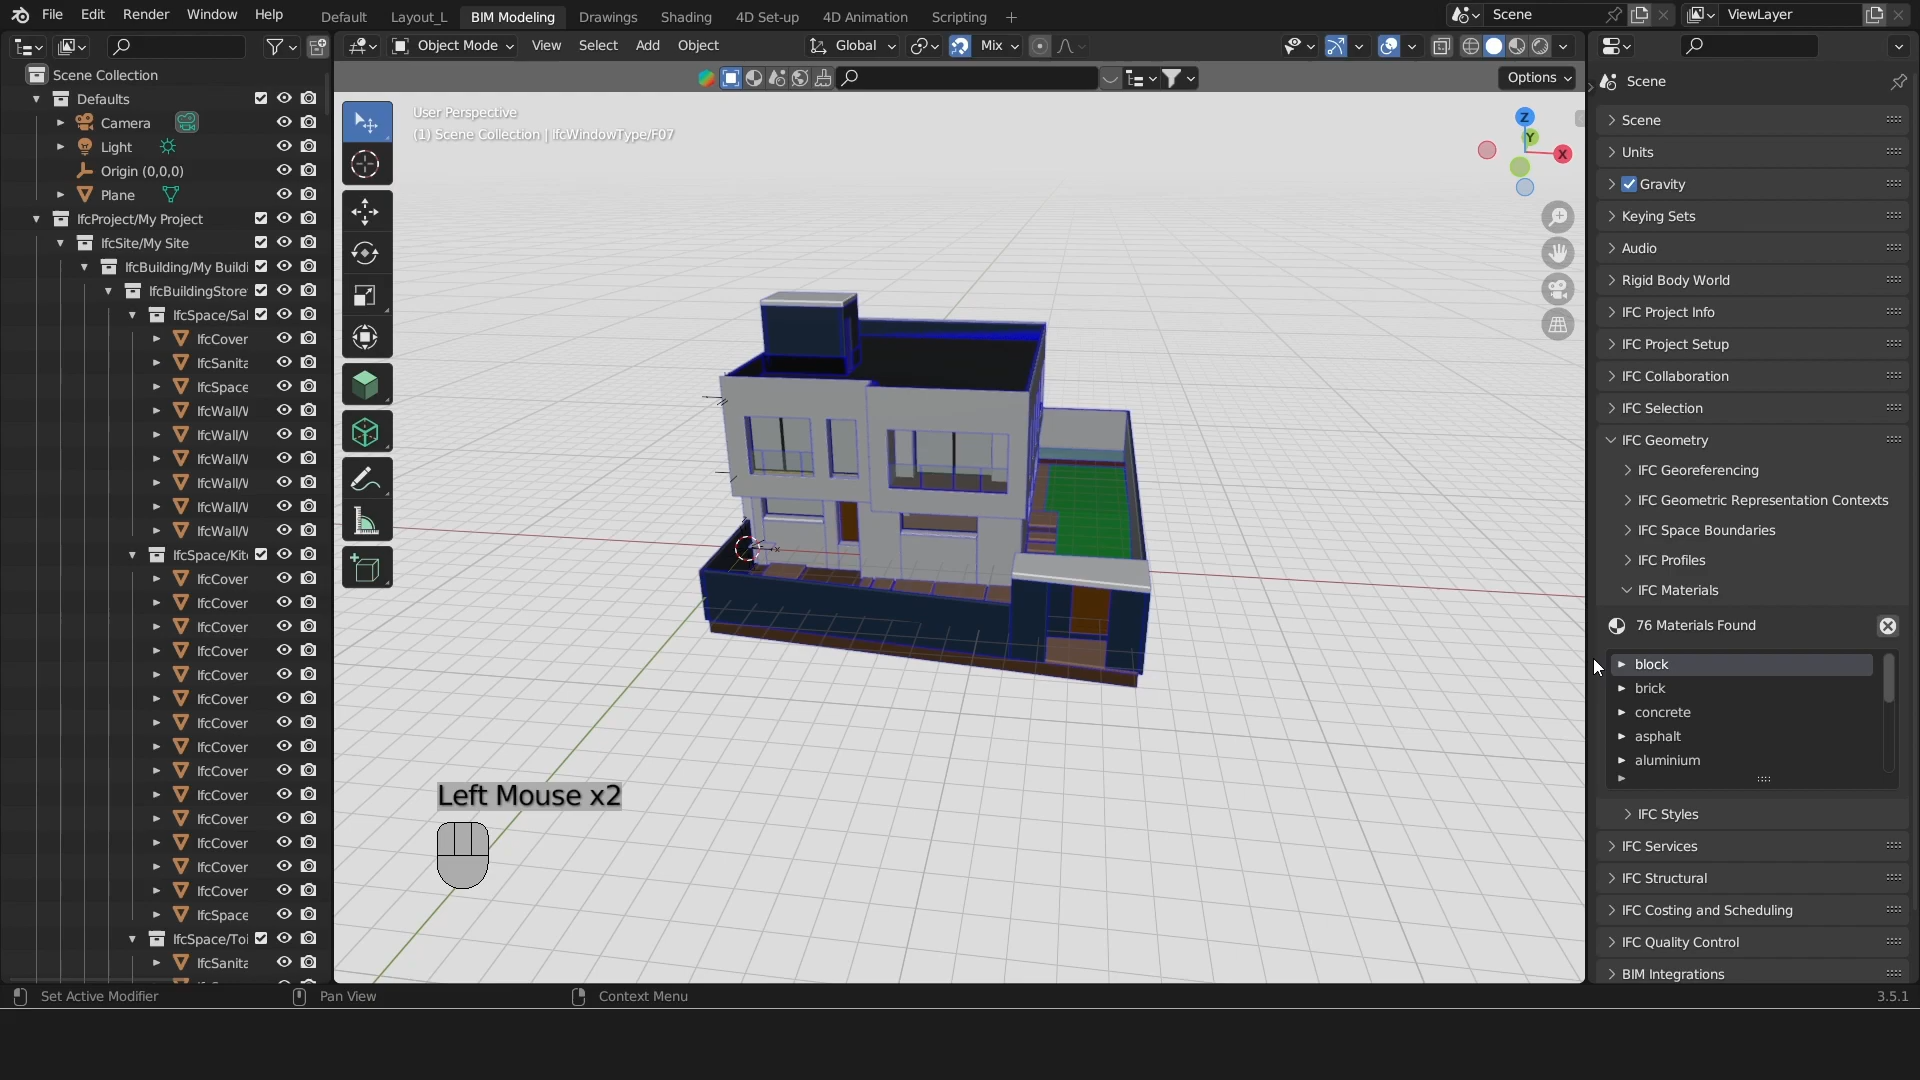 File Edit Render Window Help
Default Layout_L BIM Modeling Drawings Shading 4D Set-up 4D Animation Scripting
Scene
ViewLayer
Object Mode View Select Add Object
Global
Mix
Options
Scene Collection
Defaults
Camera
Light
Origin (0,0,0)
Plane
IfcProject/My Project
IfcSite/My Site
IfcBuilding/My Buildi
IfcBuildingStore
IfcSpace/Sal
IfcCover
IfcSanita
IfcSpace
IfcWall/V
IfcWall/V
IfcWall/V
IfcWall/V
IfcWall/V
IfcWall/V
IfcSpace/Kit
IfcCover
IfcCover
IfcCover
IfcCover
IfcCover
IfcCover
IfcCover
IfcCover
IfcCover
IfcCover
IfcCover
IfcCover
IfcCover
IfcCover
IfcSpace
IfcSpace/Toi
IfcSanita
User Perspective
(1) Scene Collection | IfcWindowType/F07
Z
Y
X
Left Mouse x2
Scene
Scene
Units
Gravity
Keying Sets
Audio
Rigid Body World
IFC Project Info
IFC Project Setup
IFC Collaboration
IFC Selection
IFC Geometry
IFC Georeferencing
IFC Geometric Representation Contexts
IFC Space Boundaries
IFC Profiles
IFC Materials
76 Materials Found
block
brick
concrete
asphalt
aluminium
IFC Styles
IFC Services
IFC Structural
IFC Costing and Scheduling
IFC Quality Control
BIM Integrations
Set Active Modifier
Pan View
Context Menu
3.5.1